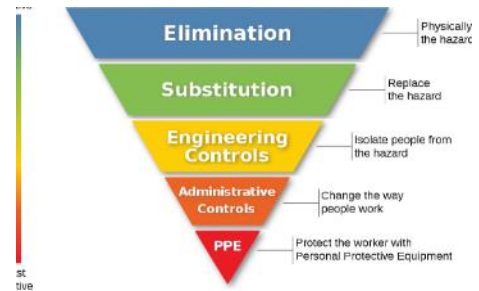 Elimination
Physically
the hazard
Substitution
Replace
the hazard
Engineering
Controls
Isolate people from
the hazard
Administrative
Controls
Change the way
people work
PPE
Protect the worker with
Personal Protective Equipment
st
tive